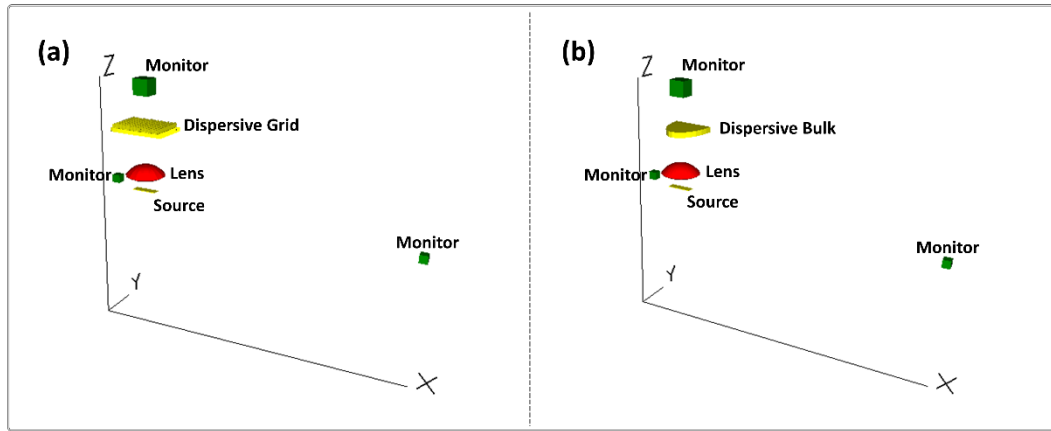 (a)
Z
Monitor
Dispersive Grid
Monitor
Lens
Source
Monitor
Y
X
(b)
Z
Monitor
Dispersive Bulk
Monitor
Lens
Source
Monitor
Y
X